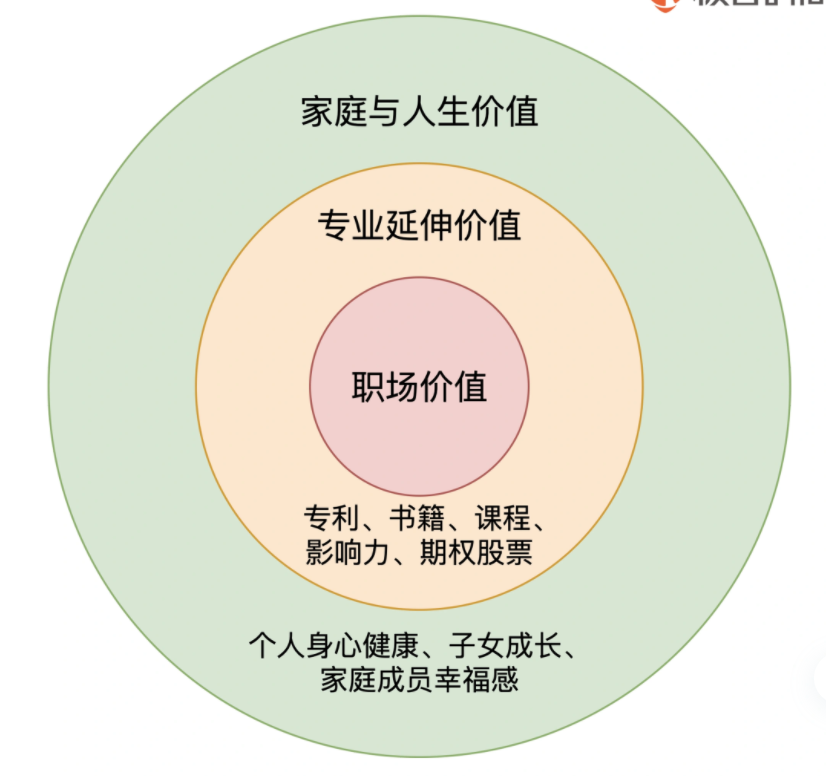 家庭与人生价值
专业延伸价值
职场价值
专利、书籍、课程、
影响力、期权股票
个人身心健康、子女成长、
家庭成员幸福感